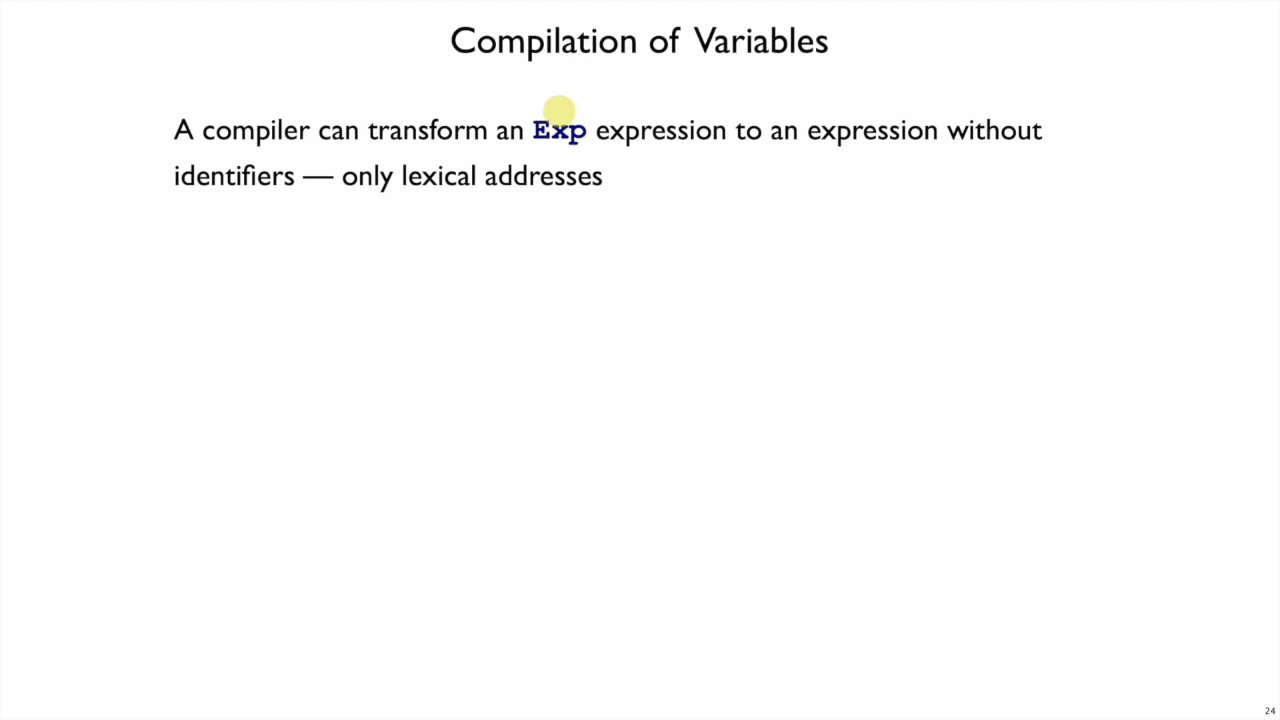 Compilation of Variables
A compiler can transform an Exp expression to an expression without
identifiers — only lexical addresses
24